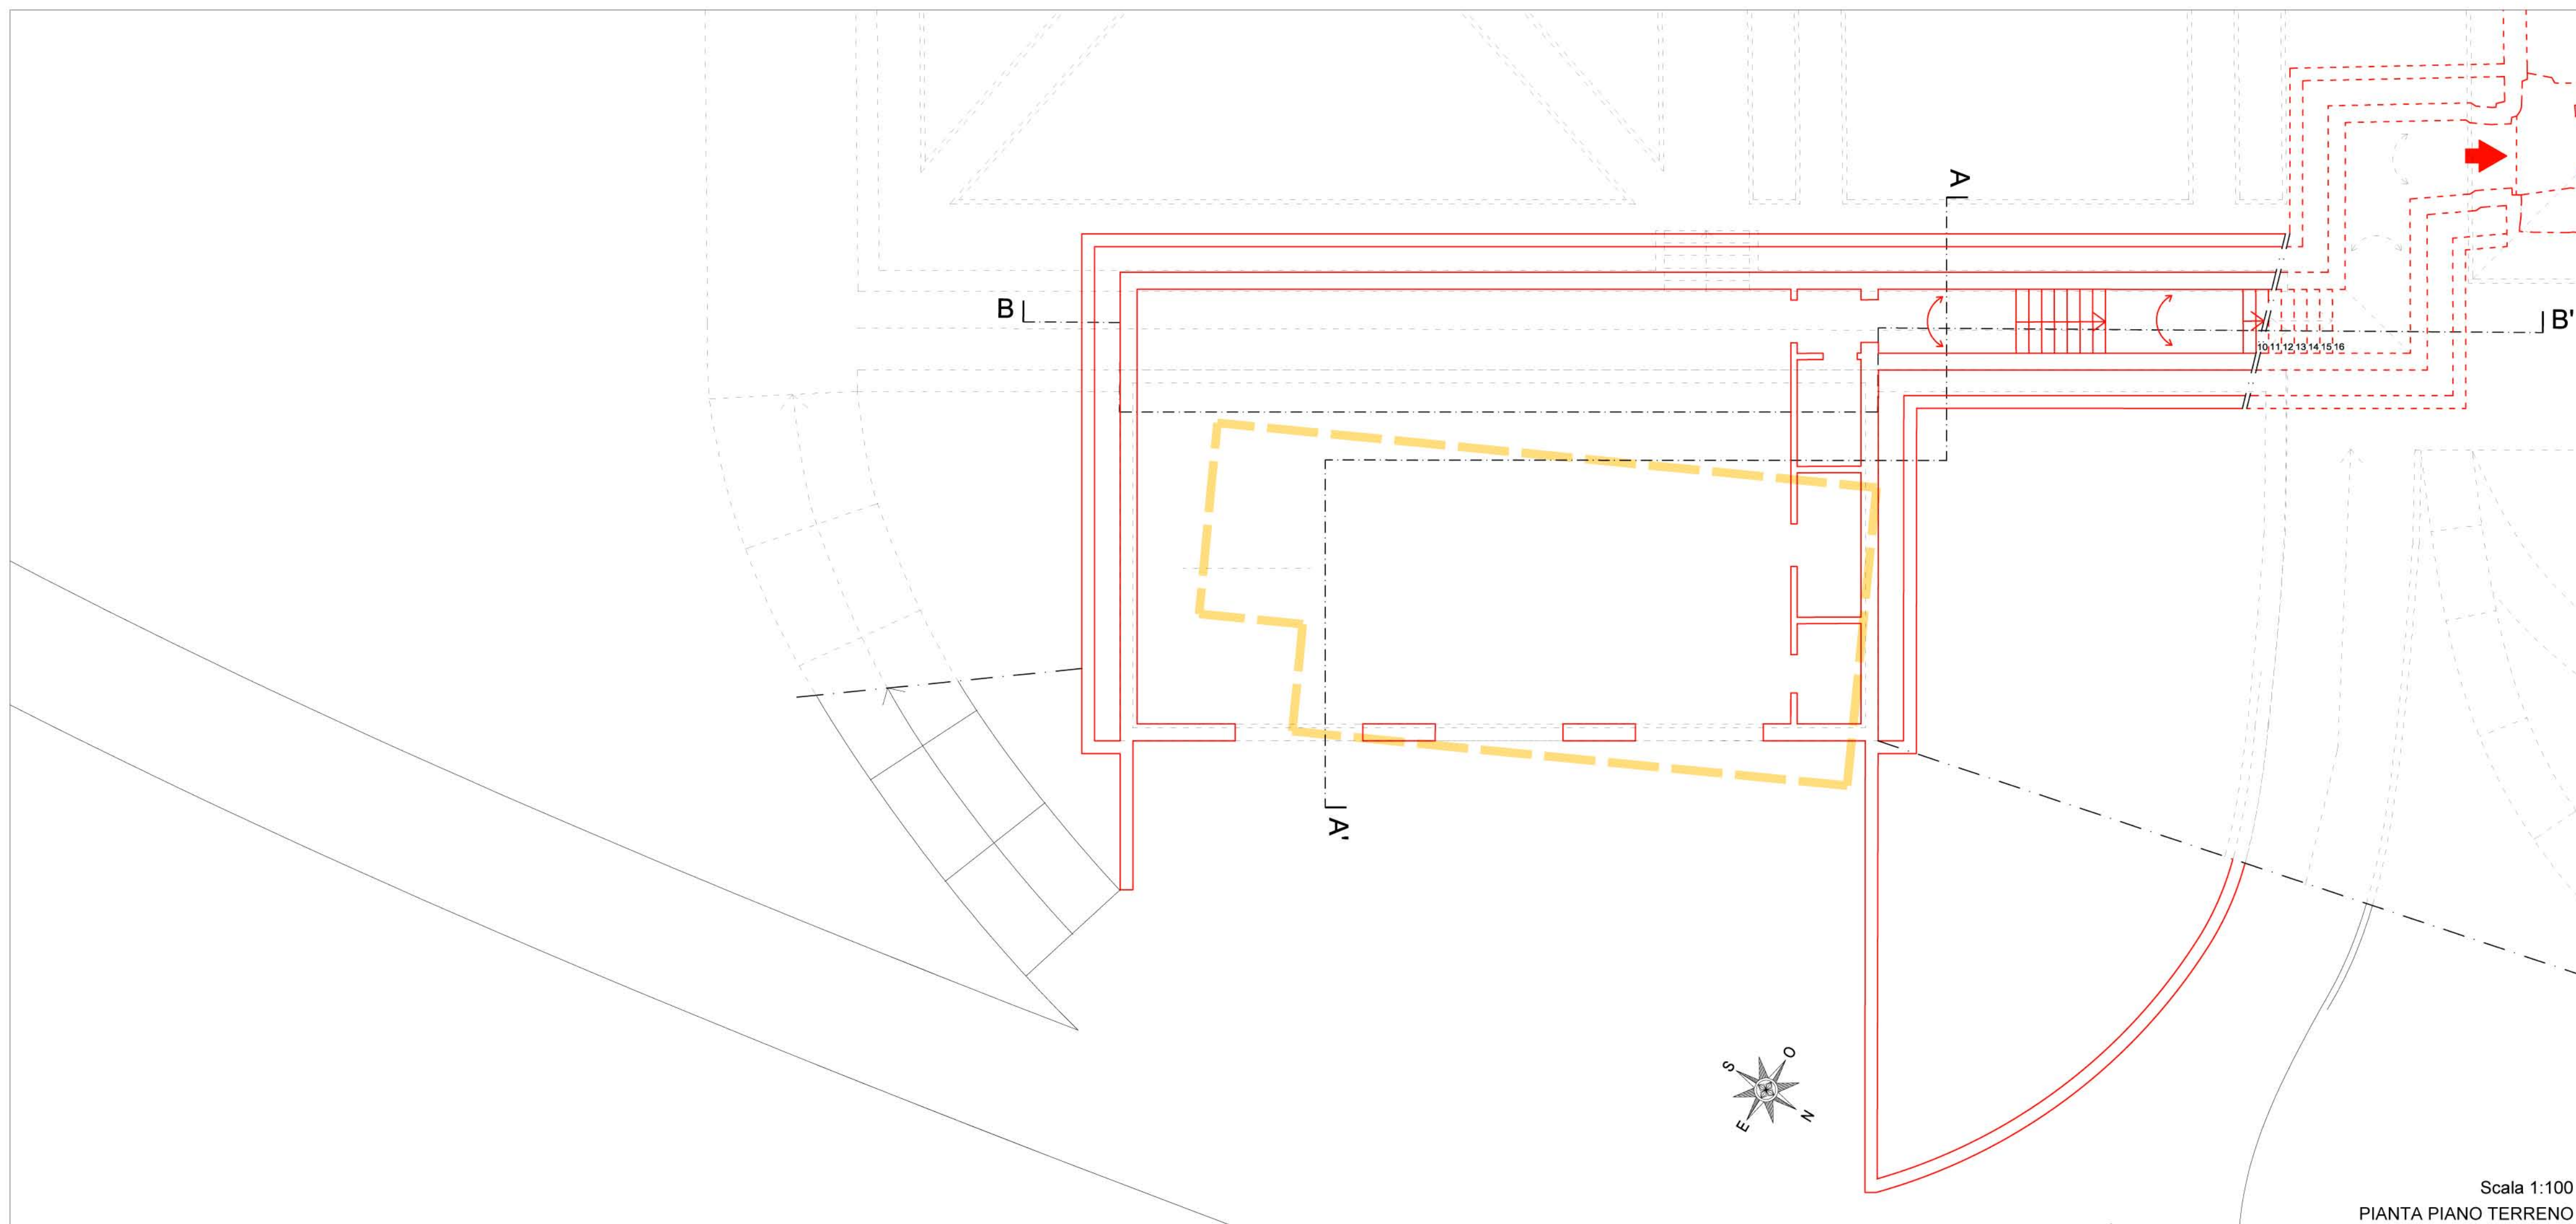 A
B
B'
10 11 12 13 14 15 16
A'
O
S
N
E
Scala 1:100
PIANTA PIANO TERRENO